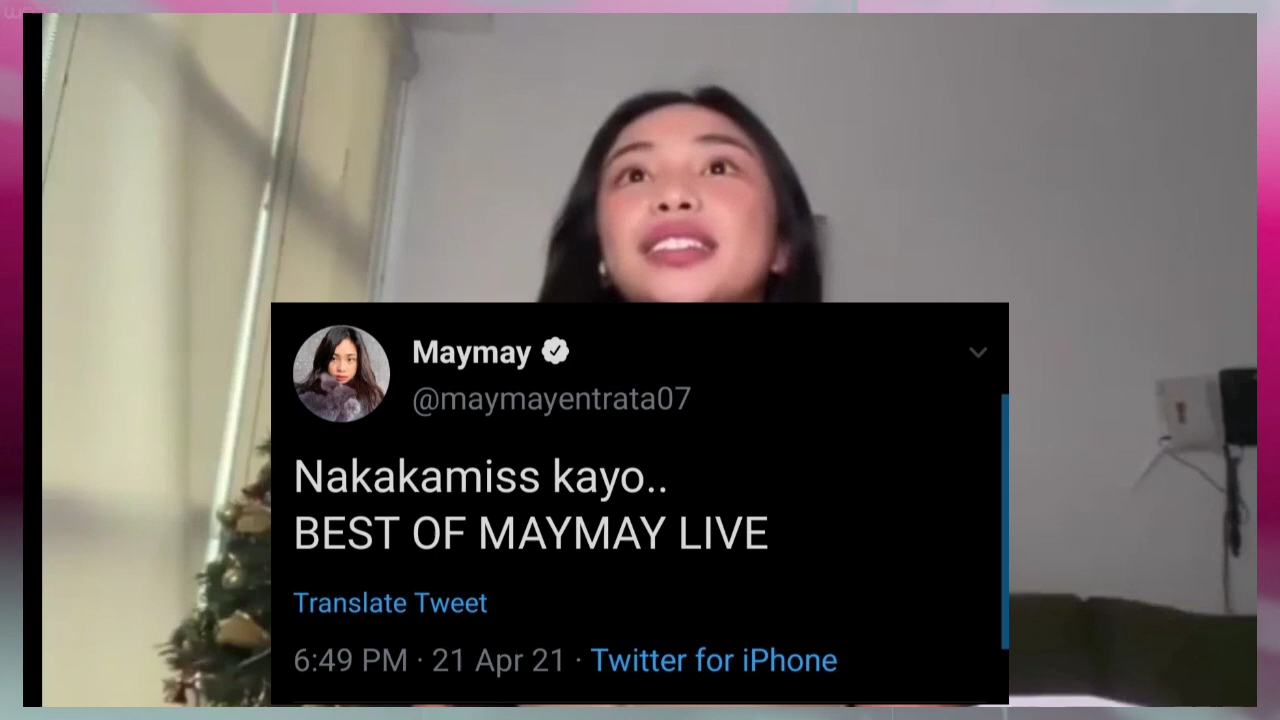 Maymay
@maymayentrata07
Nakakamiss kayo..
BEST OF MAYMAY LIVE
Translate Tweet
6:49 PM · 21 Apr 21 · Twitter for iPhone